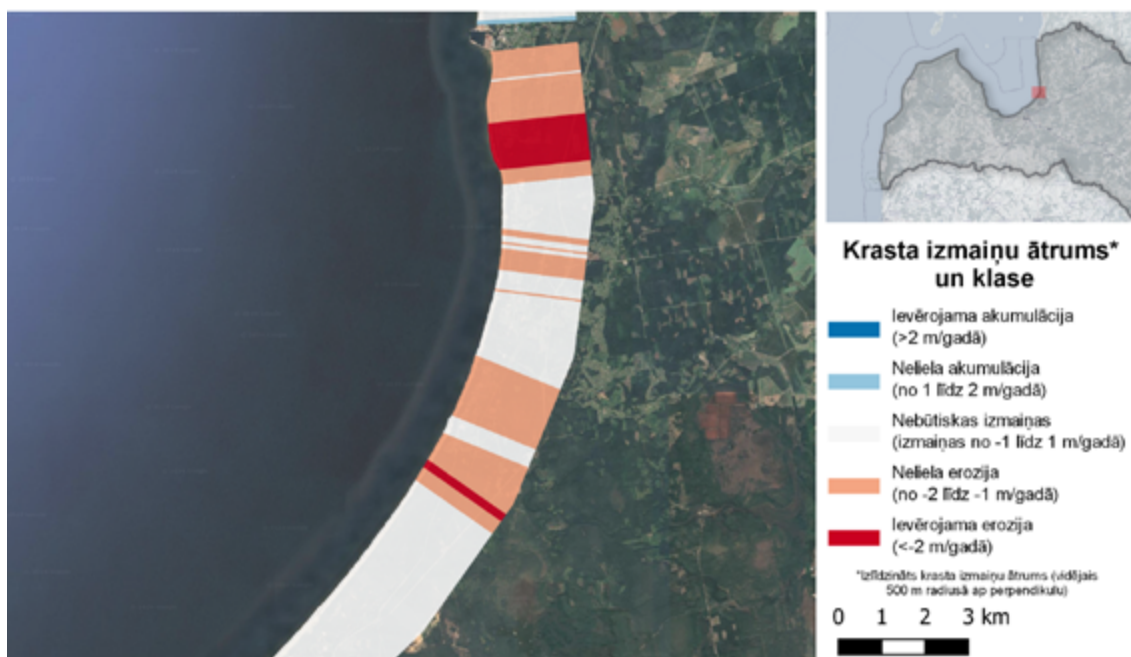 Krasta izmaiņu ātrums*
un klase
Ievērojama akumulācija
(>2 m/gadā)
Neliela akumulācija
(no 1 līdz 2 m/gadā)
Nebūtiskas izmaiņas
(izmaiņas no -1 līdz 1 m/gadā)
Neliela erozija
(no -2 līdz -1 m/gadā)
Ievērojama erozija
(<-2 m/gadā)
*Izlīdzināts krasta izmaiņu ātrums (vidējais
500 m radiusā ap perpendikulu)
0 1 2 3 km